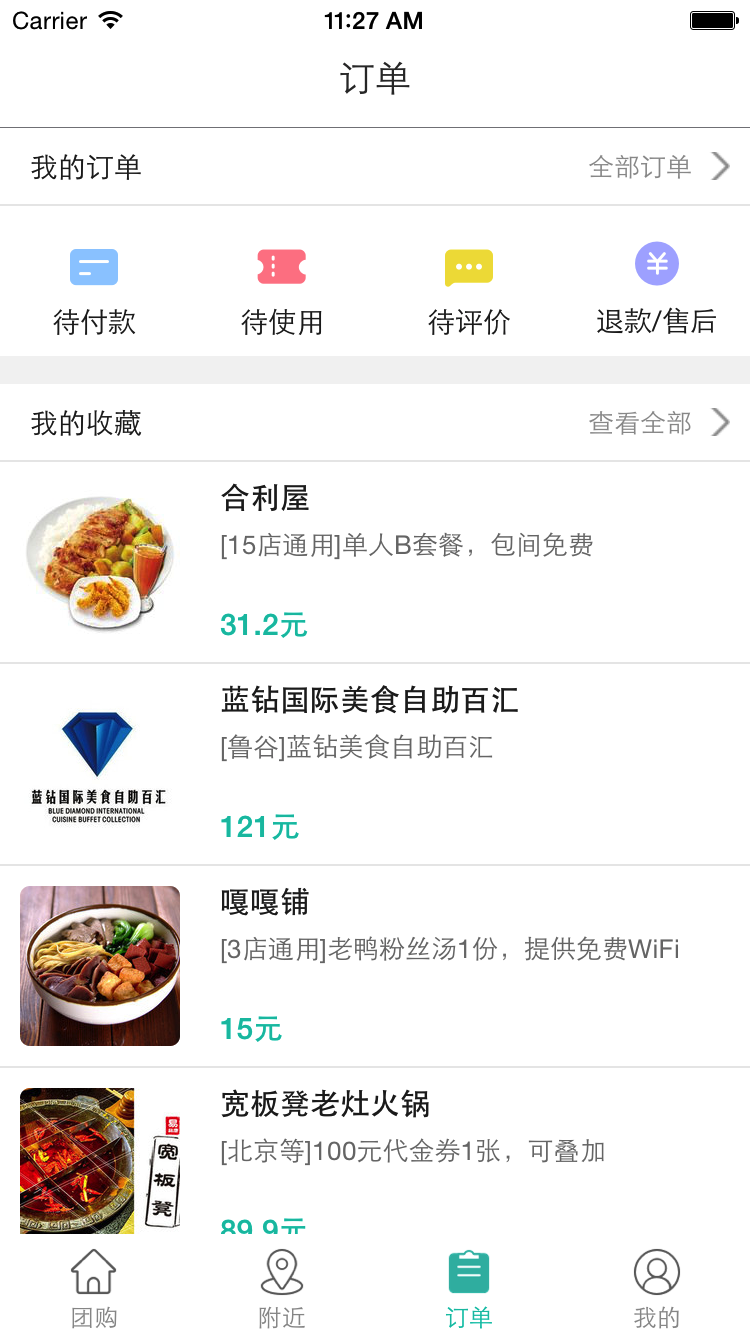 Carrier 11:27 AM
订单
我的订单 全部订单
待付款 待使用 待评价 退款/售后
我的收藏 查看全部
合利屋
[15店通用]单人B套餐，包间免费
31.2元
蓝钻国际美食自助百汇
[鲁谷]蓝钻美食自助百汇
蓝钻国际美食自助百汇
BLUE DIAMOND INTERNATIONAL
CUISINE BUFFET COLLECTION
121元
嘎嘎铺
[3店通用]老鸭粉丝汤1份，提供免费WiFi
15元
宽板凳老灶火锅
[北京等]100元代金券1张，可叠加
宽板凳
89.9元
团购 附近 订单 我的